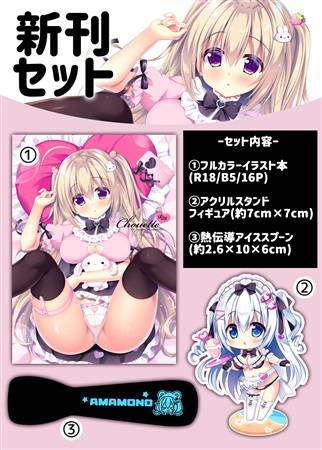 新刊
セット
①
Chouette
-セット内容-
①フルカラーイラスト本
(R18/B5/16P)
②アクリルスタンド
フィギュア(約7cm×7cm)
③熱伝導アイススプーン
(約2.6×10×6cm)
②
AMAMONO
③